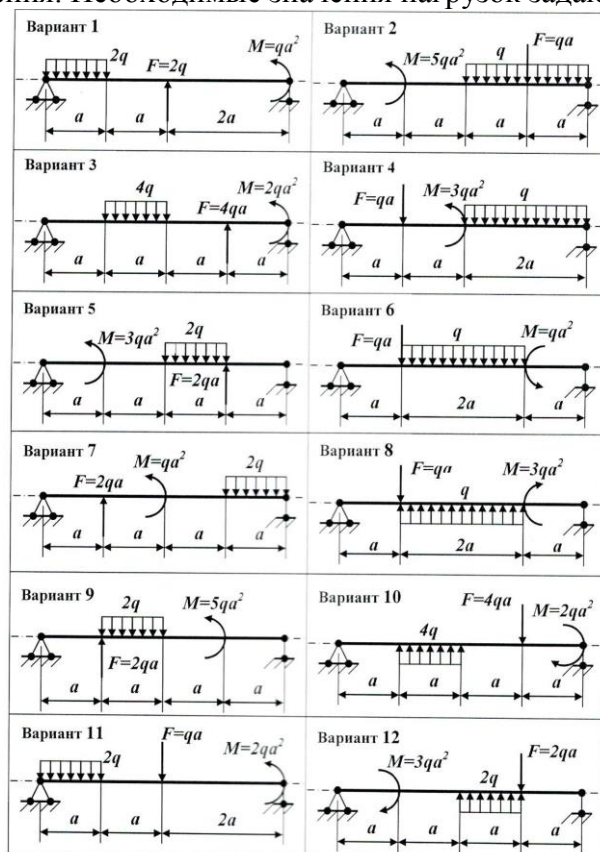 Необходимые значения нагрузок
Вариант 1
2q
F=2q
M=qa²
a a 2a
Вариант 2
M=5qa²
q
F=qa
a a a a
Вариант 3
4q
F=4qa
M=2qa²
a a a a
Вариант 4
F=qa
M=3qa²
q
a a 2a
Вариант 5
M=3qa²
2q
F=2qa
a a a a
Вариант 6
F=qa
q
M=qa²
a 2a a
Вариант 7
F=2qa
M=qa²
2q
a a a a
Вариант 8
F=qa
q
M=3qa²
a 2a a
Вариант 9
2q
F=2qa
M=5qa²
a a a a
Вариант 10
4q
F=4qa
M=2qa²
a a a a
Вариант 11
2q
F=qa
M=2qa²
a a 2a
Вариант 12
M=3qa²
2q
F=2qa
a a a a